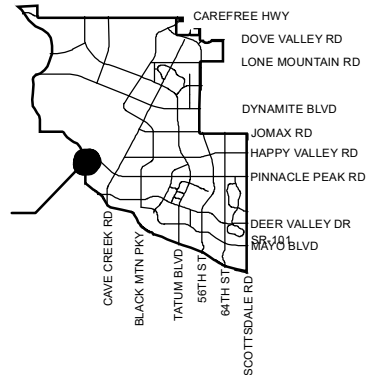 CAREFREE HWY
DOVE VALLEY RD
LONE MOUNTAIN RD
DYNAMITE BLVD
JOMAX RD
HAPPY VALLEY RD
PINNACLE PEAK RD
DEER VALLEY DR
SR-101
MAYO BLVD
CAVE CREEK RD
BLACK MTN PKY
TATUM BLVD
56TH ST
64TH ST
SCOTTSDALE RD